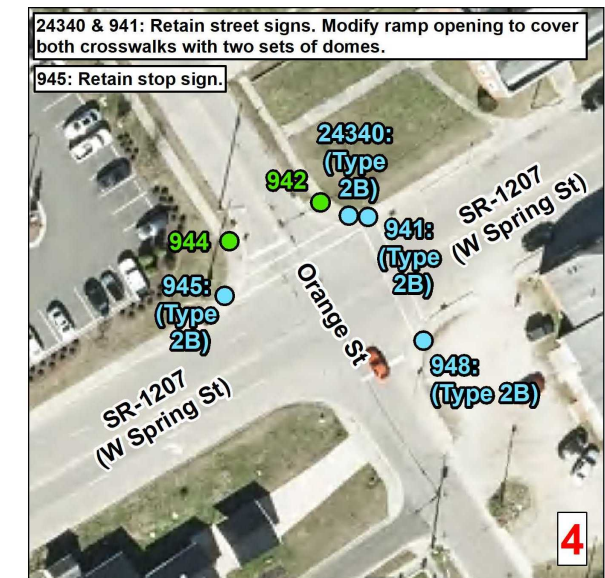 24340 & 941: Retain street signs. Modify ramp opening to cover
both crosswalks with two sets of domes.
945: Retain stop sign.
24340:
(Type
2B)
942
941:
(Type
2B)
SR-1207
(W Spring St)
944
945:
(Type
2B)
Orange St
948:
(Type 2B)
SR-1207
(W Spring St)
4